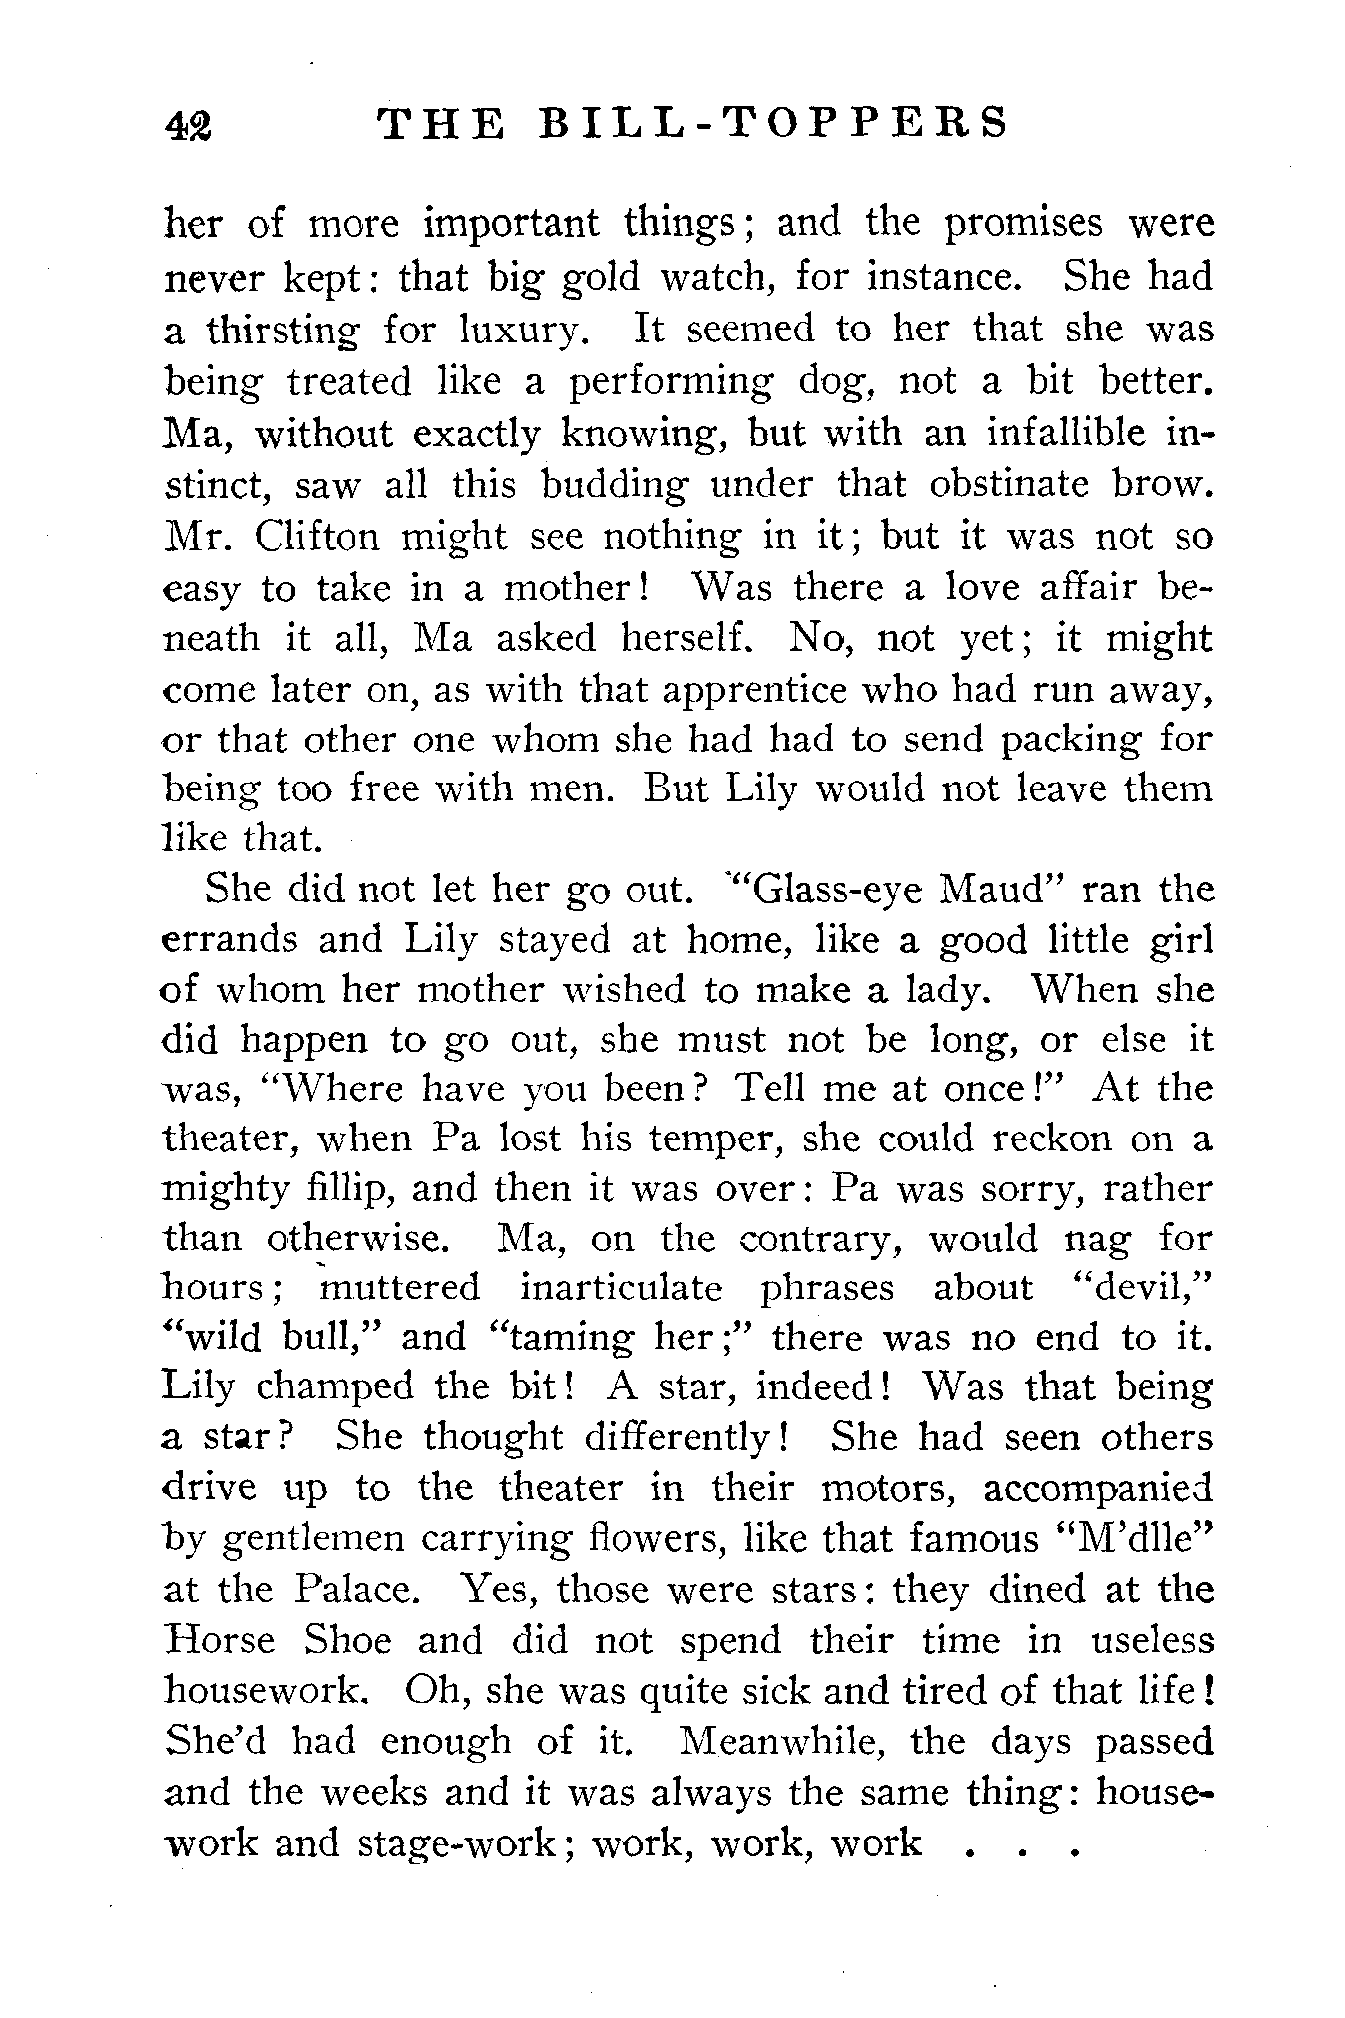 42 THE BILL-TOPPERS
her of more important things; and the promises were
never kept: that big gold watch, for instance. She had
a thirsting for luxury. It seemed to her that she was
being treated like a performing dog, not a bit better.
Ma, without exactly knowing, but with an infallible in-
stinct, saw all this budding under that obstinate brow.
Mr. Clifton might see nothing in it; but it was not so
easy to take in a mother! Was there a love affair be-
neath it all, Ma asked herself. No, not yet; it might
come later on, as with that apprentice who had run away,
or that other one whom she had had to send packing for
being too free with men. But Lily would not leave them
like that.
She did not let her go out. "Glass-eye Maud" ran the
errands and Lily stayed at home, like a good little girl
of whom her mother wished to make a lady. When she
did happen to go out, she must not be long, or else it
was, "Where have you been? Tell me at once!" At the
theater, when Pa lost his temper, she could reckon on a
mighty fillip, and then it was over: Pa was sorry, rather
than otherwise. Ma, on the contrary, would nag for
hours; muttered inarticulate phrases about "devil,"
"wild bull," and "taming her;" there was no end to it.
Lily champed the bit! A star, indeed! Was that being
a star? She thought differently! She had seen others
drive up to the theater in their motors, accompanied
by gentlemen carrying flowers, like that famous "M'dlle"
at the Palace. Yes, those were stars: they dined at the
Horse Shoe and did not spend their time in useless
housework. Oh, she was quite sick and tired of that life!
She'd had enough of it. Meanwhile, the days passed
and the weeks and it was always the same thing: house-
work and stage-work; work, work, work . . .